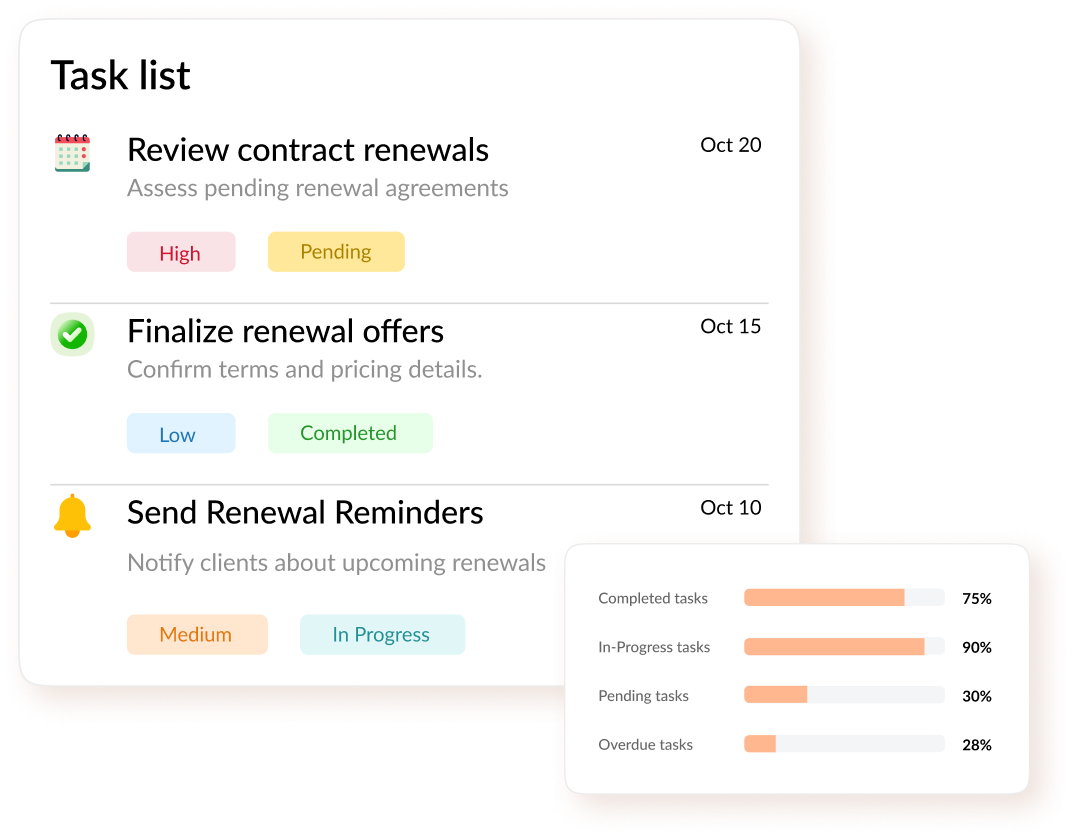 Task list
Review contract renewals
Oct 20
Assess pending renewal agreements
High
Pending
Finalize renewal offers
Oct 15
Confirm terms and pricing details.
Low
Completed
Send Renewal Reminders
Oct 10
Notify clients about upcoming renewals
Medium
In Progress
Completed tasks 75%
In-Progress tasks 90%
Pending tasks 30%
Overdue tasks 28%